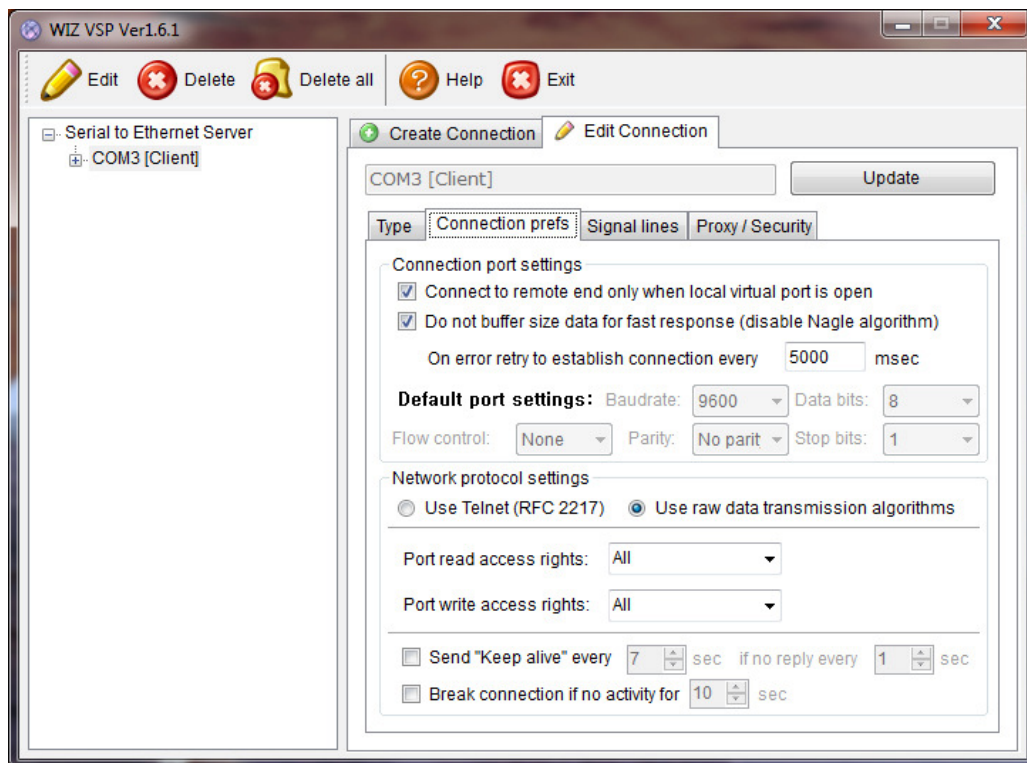 WIZ VSP Ver1.6.1
Edit Delete Delete all Help Exit
Serial to Ethernet Server
COM3 [Client]
Create Connection Edit Connection
COM3 [Client] Update
Type Connection prefs Signal lines Proxy / Security
Connection port settings
Connect to remote end only when local virtual port is open
Do not buffer size data for fast response (disable Nagle algorithm)
On error retry to establish connection every 5000 msec
Default port settings: Baudrate: 9600 Data bits: 8
Flow control: None Parity: No parit Stop bits: 1
Network protocol settings
Use Telnet (RFC 2217) Use raw data transmission algorithms
Port read access rights: All
Port write access rights: All
Send "Keep alive" every 7 sec if no reply every 1 sec
Break connection if no activity for 10 sec